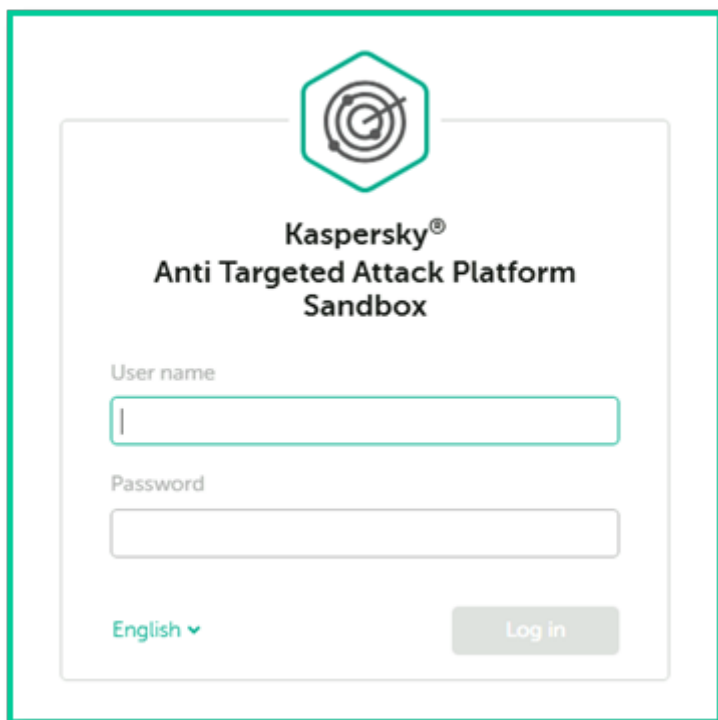 Kaspersky®
Anti Targeted Attack Platform
Sandbox
User name
Password
English
Log in